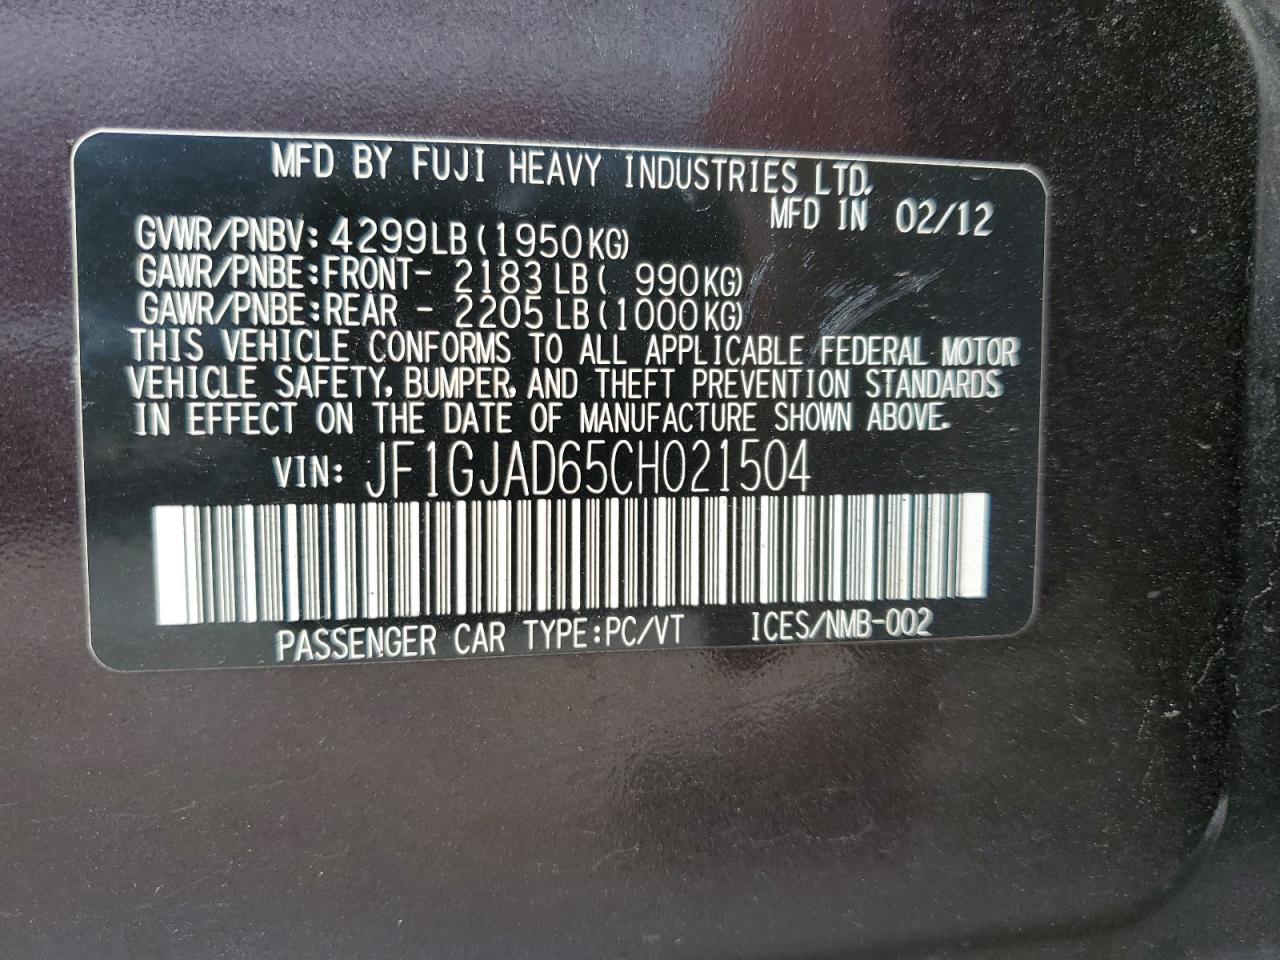 MFD BY FUJI HEAVY INDUSTRIES LTD.
MFD IN 02/12
GVWR/PNBV: 4299LB (1950KG)
GAWR/PNBE:FRONT- 2183 LB ( 990KG)
GAWR/PNBE:REAR - 2205 LB (1000KG)
THIS VEHICLE CONFORMS TO ALL APPLICABLE FEDERAL MOTOR
VEHICLE SAFETY, BUMPER, AND THEFT PREVENTION STANDARDS
IN EFFECT ON THE DATE OF MANUFACTURE SHOWN ABOVE.
VIN: JF1GJAD65CH021504
PASSENGER CAR TYPE:PC/VT ICES/NMB-002